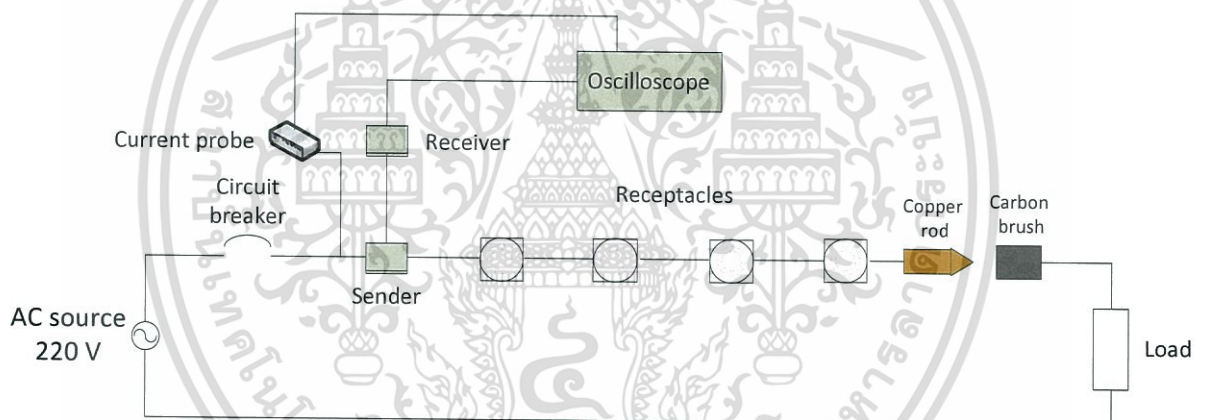 Oscilloscope
Current probe
Receiver
Circuit
breaker
Receptacles
Copper
rod
Carbon
brush
Sender
AC source
220 V
Load